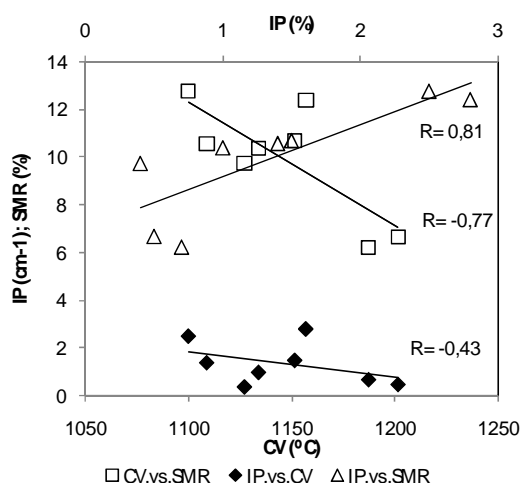 IP (%)
0 1 1 2 2 3
14
12
10
8
6
4
2
0
IP (cm-1); SMR (%)
R= 0,81
R= -0,77
R= -0,43
1050 1100 1150 1200 1250
CV (º C)
CV.vs.SMR IP.vs.CV IP.vs.SMR